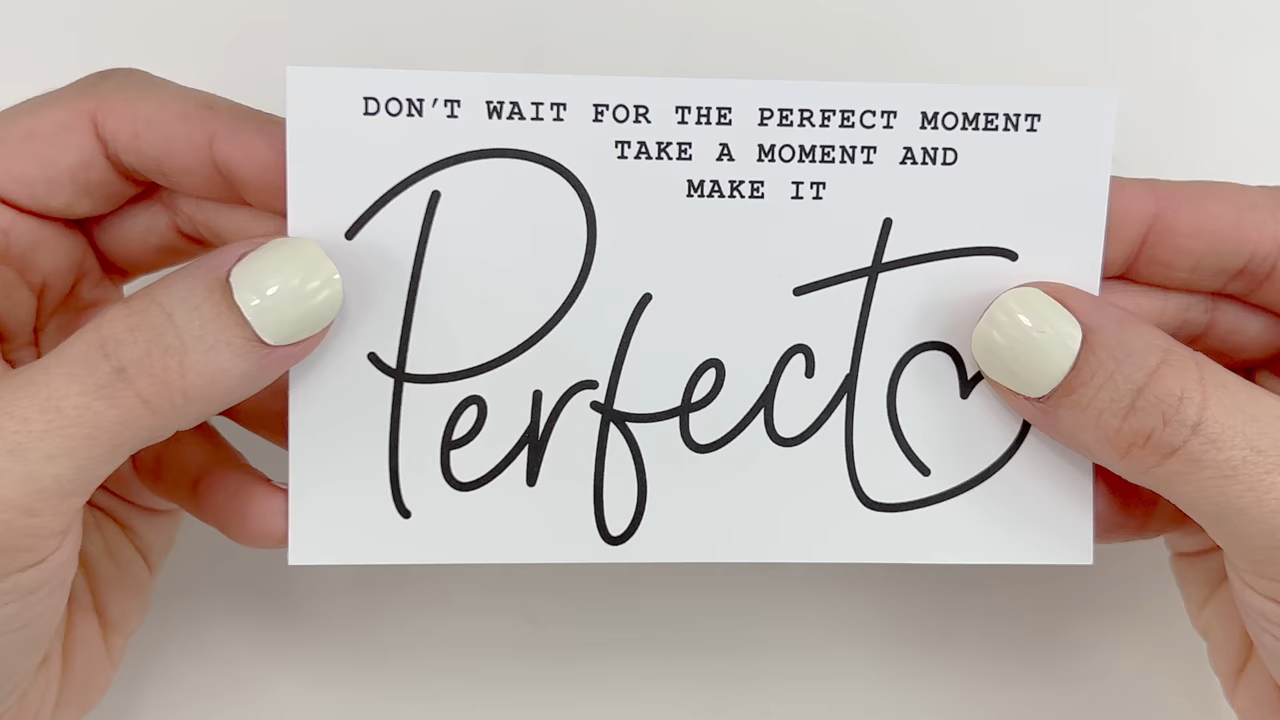 DON'T WAIT FOR THE PERFECT MOMENT
TAKE A MOMENT AND
MAKE IT
Perfect